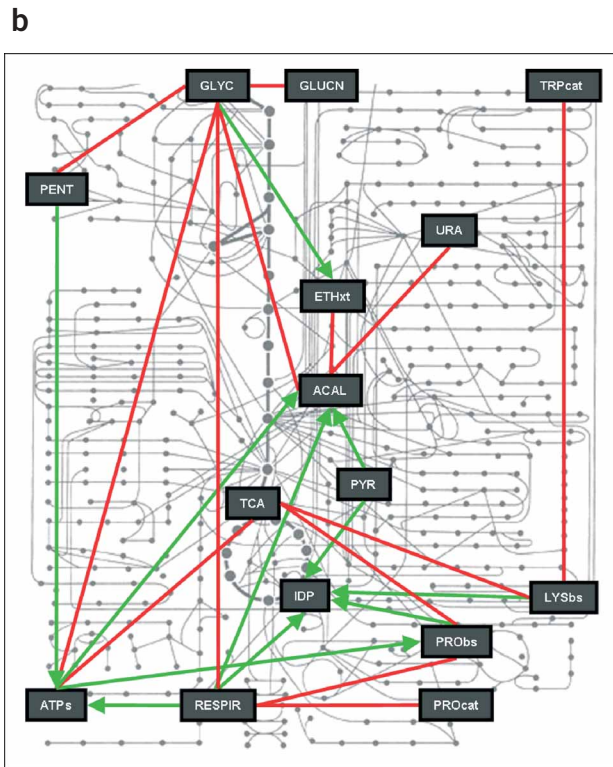 b
GLYC GLUCN TRPcat
PENT
URA
ETHxt
ACAL
PYR
TCA
IDP LYSbs
PRObs
ATPs RESPIR PROcat